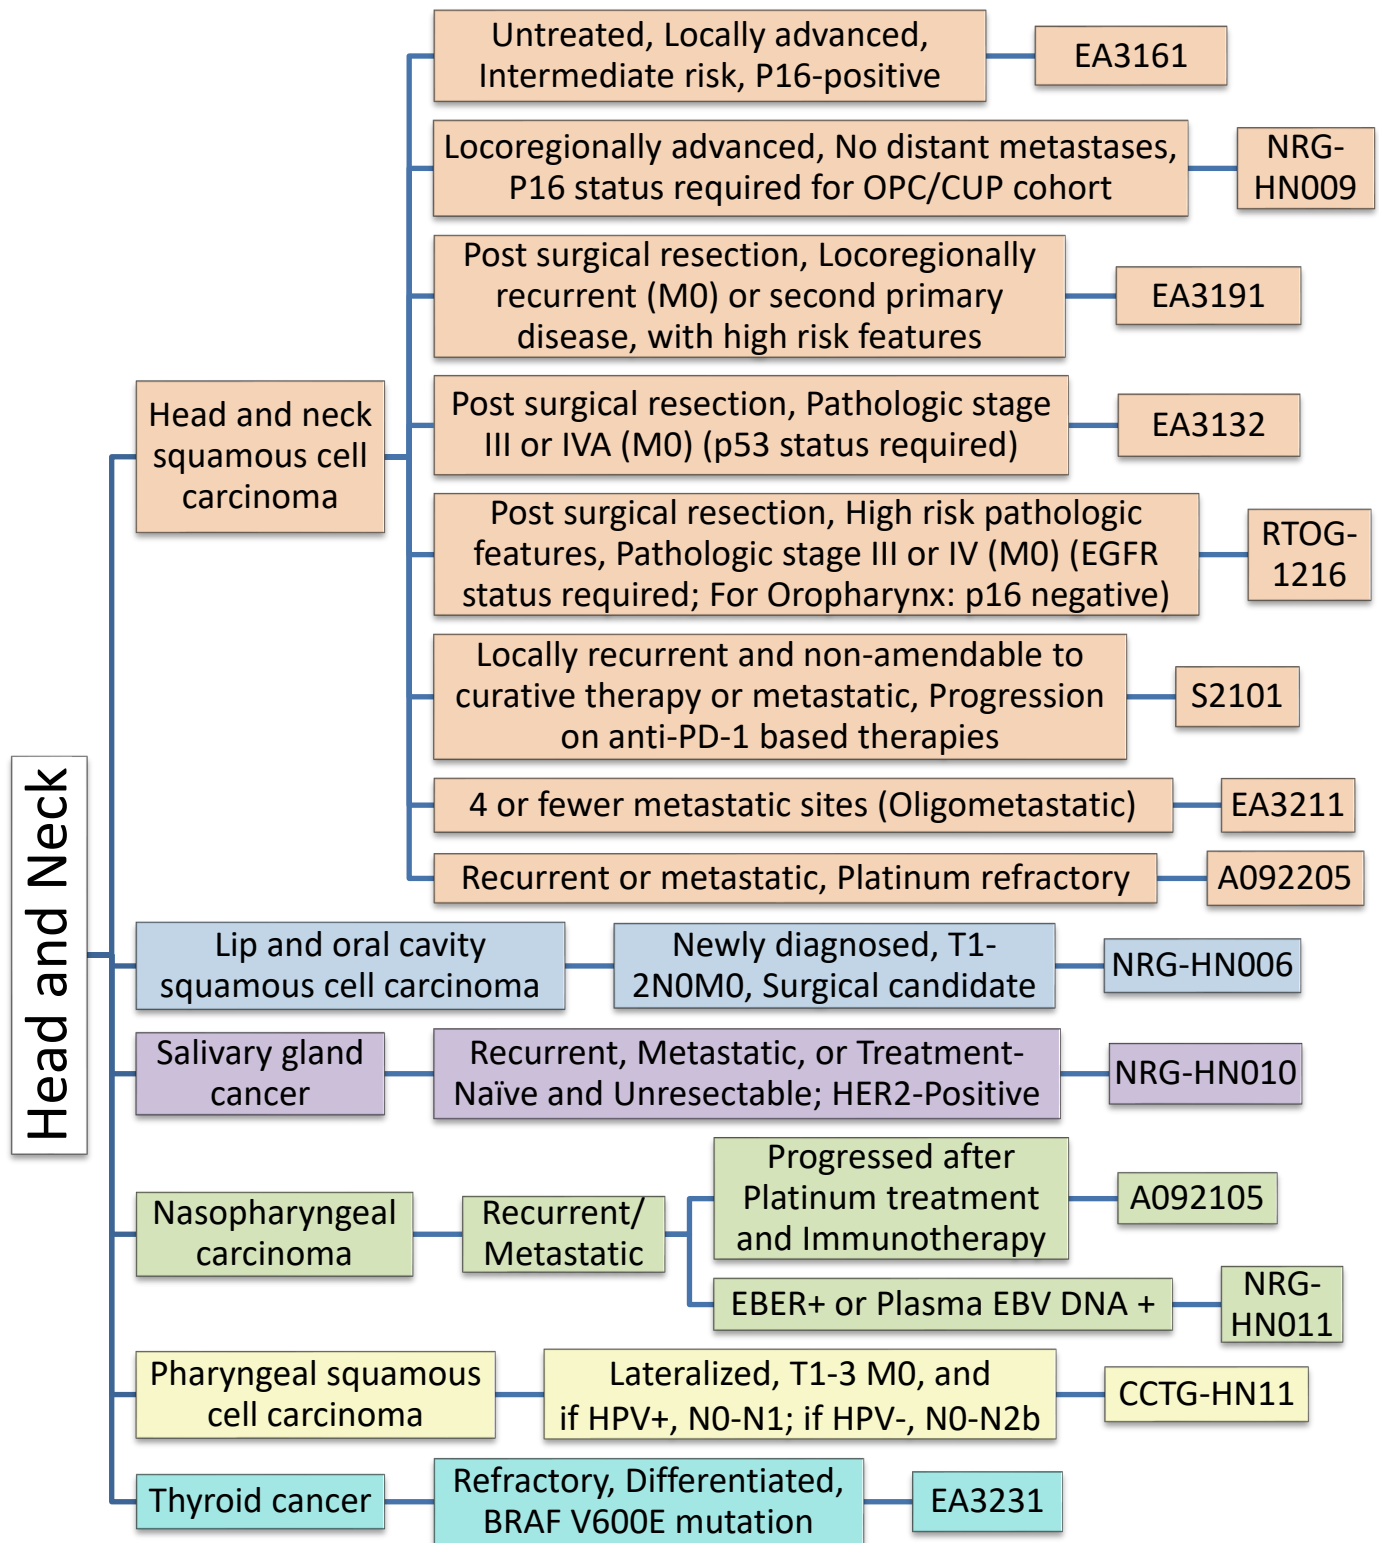 Head and Neck
Head and neck
squamous cell
carcinoma
Untreated, Locally advanced,
Intermediate risk, P16-positive
EA3161
Locoregionally advanced, No distant metastases,
P16 status required for OPC/CUP cohort
NRG-
HN009
Post surgical resection, Locoregionally
recurrent (M0) or second primary
disease, with high risk features
EA3191
Post surgical resection, Pathologic stage
III or IVA (M0) (p53 status required)
EA3132
Post surgical resection, High risk pathologic
features, Pathologic stage III or IV (M0) (EGFR
status required; For Oropharynx: p16 negative)
RTOG-
1216
Locally recurrent and non-amendable to
curative therapy or metastatic, Progression
on anti-PD-1 based therapies
S2101
4 or fewer metastatic sites (Oligometastatic)
EA3211
Recurrent or metastatic, Platinum refractory
A092205
Lip and oral cavity
squamous cell carcinoma
Newly diagnosed, T1-
2N0M0, Surgical candidate
NRG-HN006
Salivary gland
cancer
Recurrent, Metastatic, or Treatment-
Naïve and Unresectable; HER2-Positive
NRG-HN010
Nasopharyngeal
carcinoma
Recurrent/
Metastatic
Progressed after
Platinum treatment
and Immunotherapy
A092105
EBER+ or Plasma EBV DNA +
NRG-
HN011
Pharyngeal squamous
cell carcinoma
Lateralized, T1-3 M0, and
if HPV+, N0-N1; if HPV-, N0-N2b
CCTG-HN11
Thyroid cancer
Refractory, Differentiated,
BRAF V600E mutation
EA3231